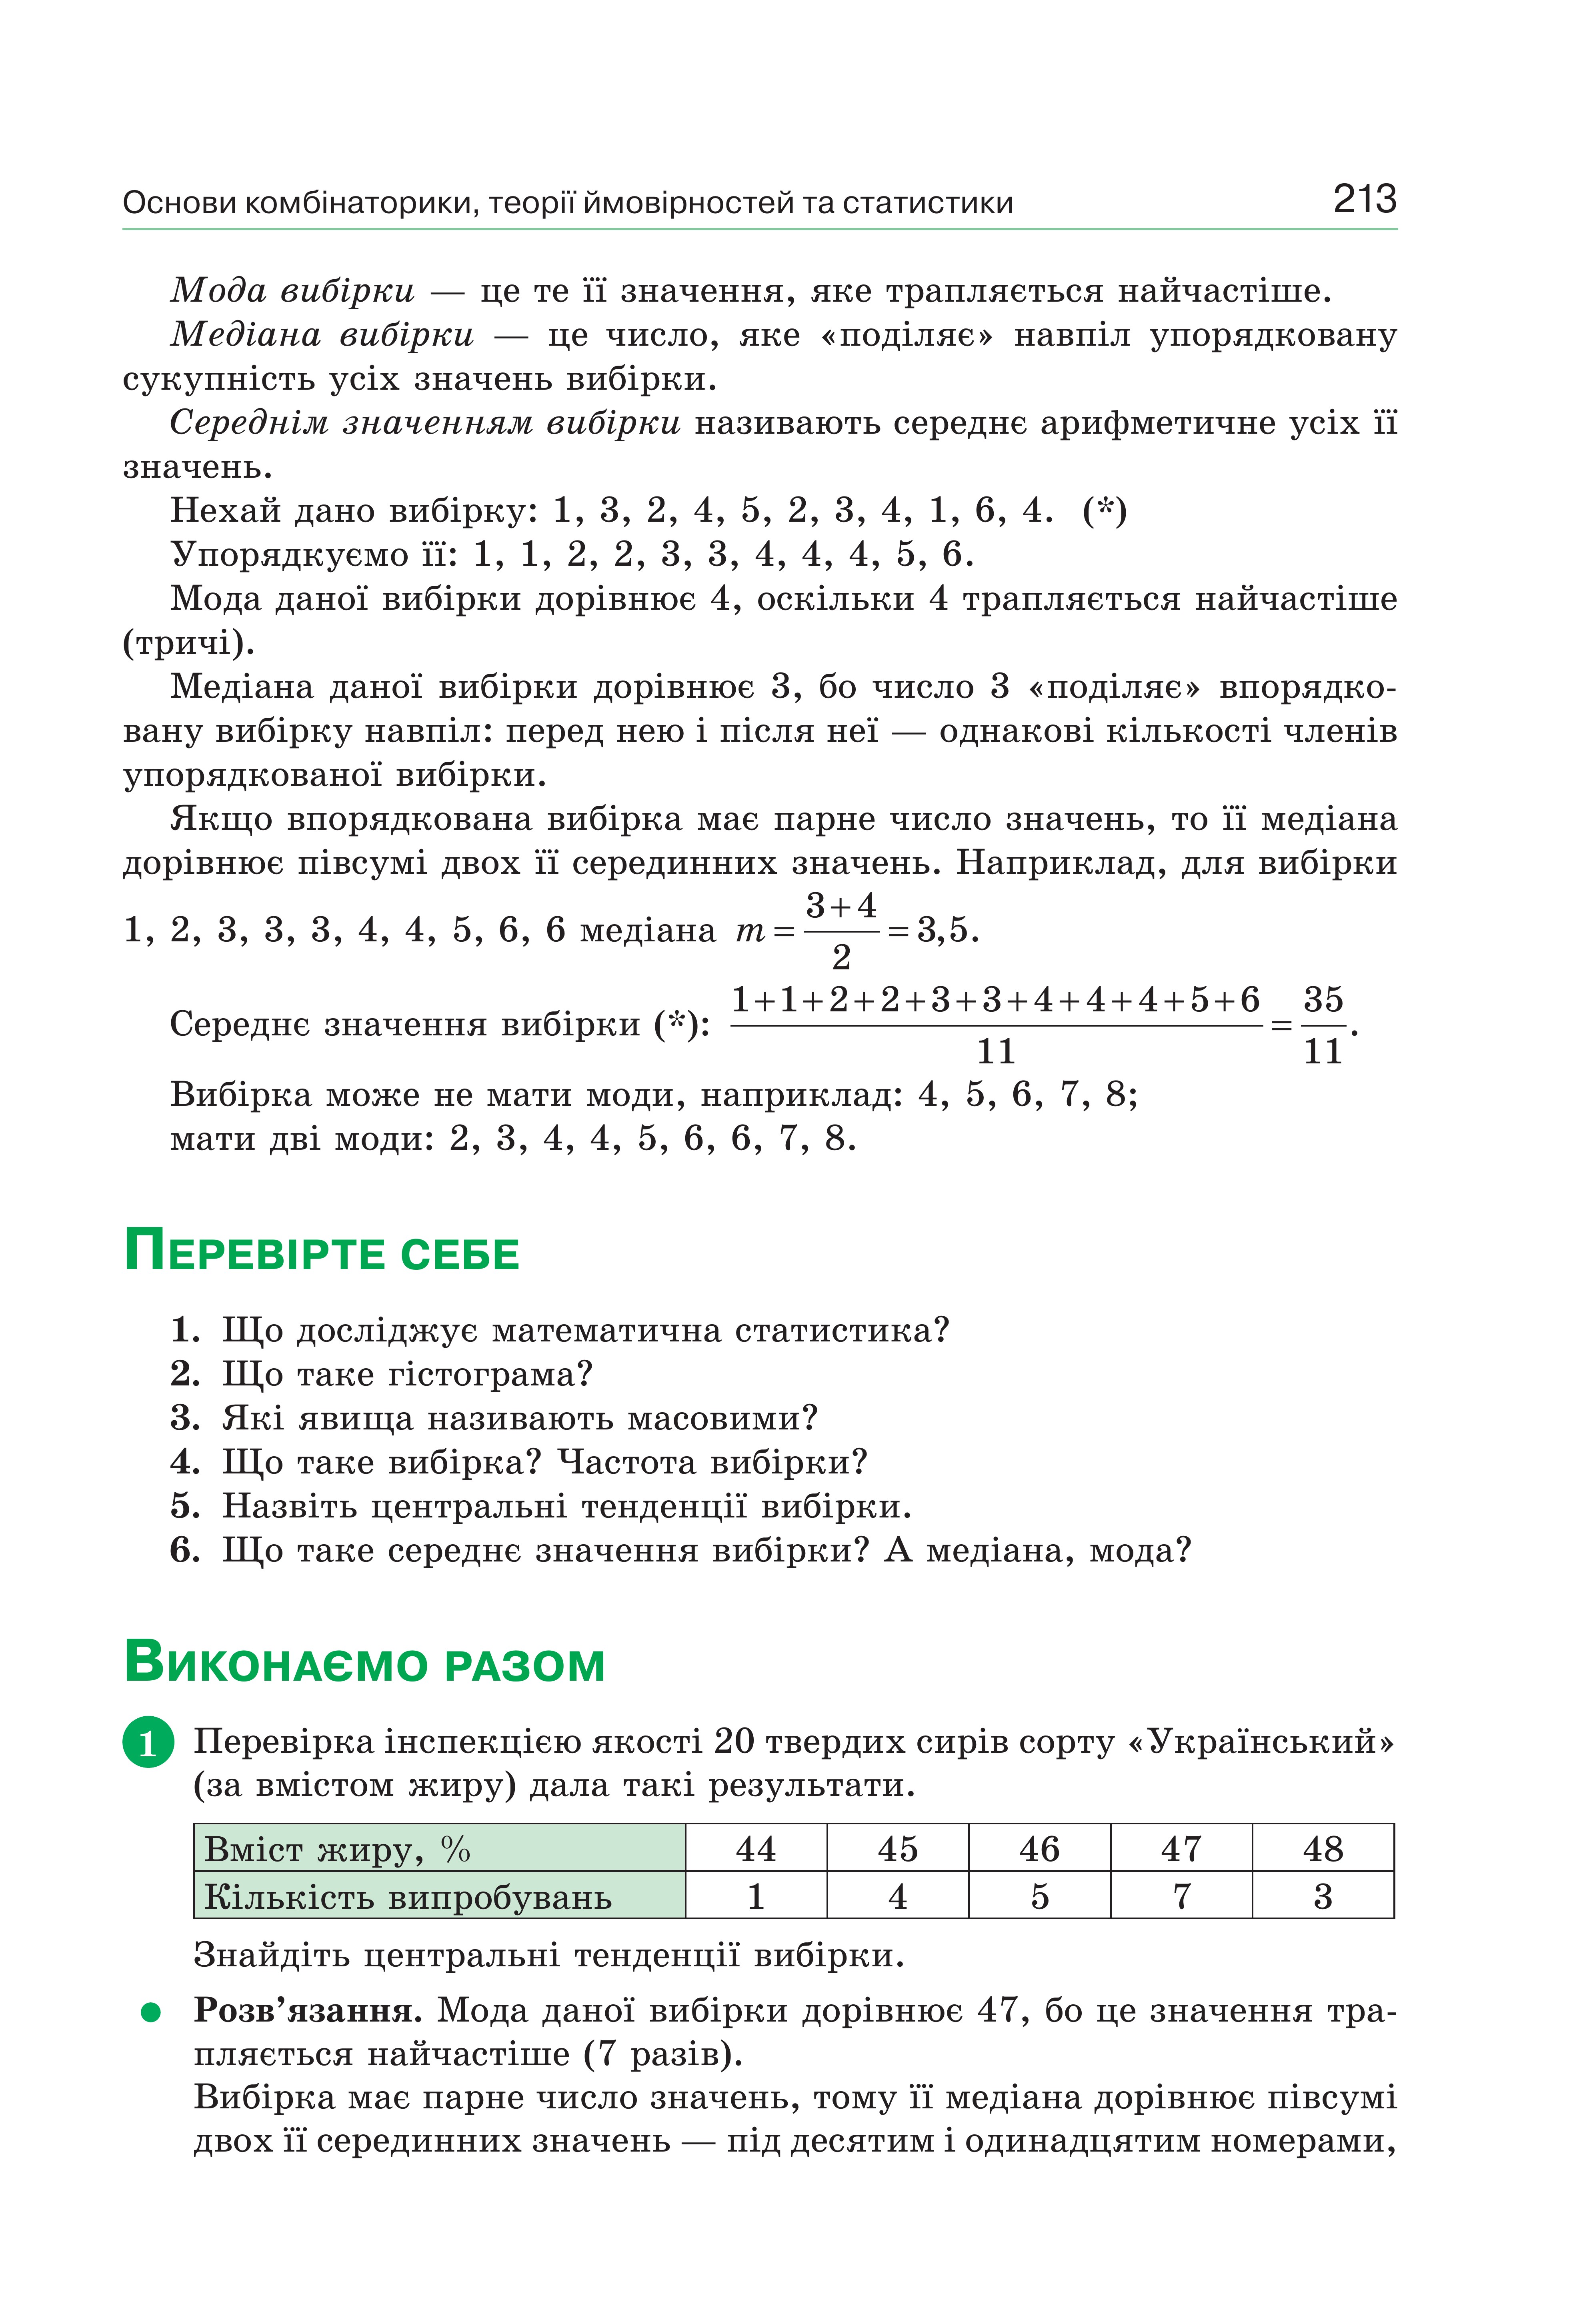 Основи комбінаторики, теорії ймовірностей та статистики 213
Мода вибірки — це те її значення, яке трапляється найчастіше.
Медіана вибірки — це число, яке «поділяє» навпіл упорядковану
сукупність усіх значень вибірки.
Середнім значенням вибірки називають середнє арифметичне усіх її
значень.
Нехай дано вибірку: 1, 3, 2, 4, 5, 2, 3, 4, 1, 6, 4. (*)
Упорядкуємо її: 1, 1, 2, 2, 3, 3, 4, 4, 4, 5, 6.
Мода даної вибірки дорівнює 4, оскільки 4 трапляється найчастіше
(тричі).
Медіана даної вибірки дорівнює 3, бо число 3 «поділяє» впорядко-
вану вибірку навпіл: перед нею і після неї — однакові кількості членів
упорядкованої вибірки.
Якщо впорядкована вибірка має парне число значень, то її медіана
дорівнює півсумі двох її серединних значень. Наприклад, для вибірки
1, 2, 3, 3, 3, 4, 4, 5, 6, 6 медіана m = (3+4)/2 = 3,5.
Середнє значення вибірки (*): (1+1+2+2+3+3+4+4+4+5+6)/11 = 35/11.
Вибірка може не мати моди, наприклад: 4, 5, 6, 7, 8;
мати дві моди: 2, 3, 4, 4, 5, 6, 6, 7, 8.
ПЕРЕВІРТЕ СЕБЕ
1. Що досліджує математична статистика?
2. Що таке гістограма?
3. Які явища називають масовими?
4. Що таке вибірка? Частота вибірки?
5. Назвіть центральні тенденції вибірки.
6. Що таке середнє значення вибірки? А медіана, мода?
ВИКОНАЄМО РАЗОМ
1 Перевірка інспекцією якості 20 твердих сирів сорту «Український»
(за вмістом жиру) дала такі результати.
Вміст жиру, % 44 45 46 47 48
Кількість випробувань 1 4 5 7 3
Знайдіть центральні тенденції вибірки.
● Розв’язання. Мода даної вибірки дорівнює 47, бо це значення тра-
пляється найчастіше (7 разів).
Вибірка має парне число значень, тому її медіана дорівнює півсумі
двох її серединних значень — під десятим і одинадцятим номерами,